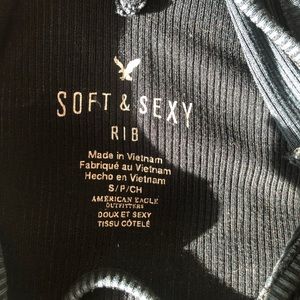 SOFT & SEXY
RIB
Made in Vietnam
Fabriqué au Vietnam
Hecho en Vietnam
S/P/CH
AMERICAN EAGLE
OUTFITTERS
DOUX ET SEXY
TISSU CÔTELÉ